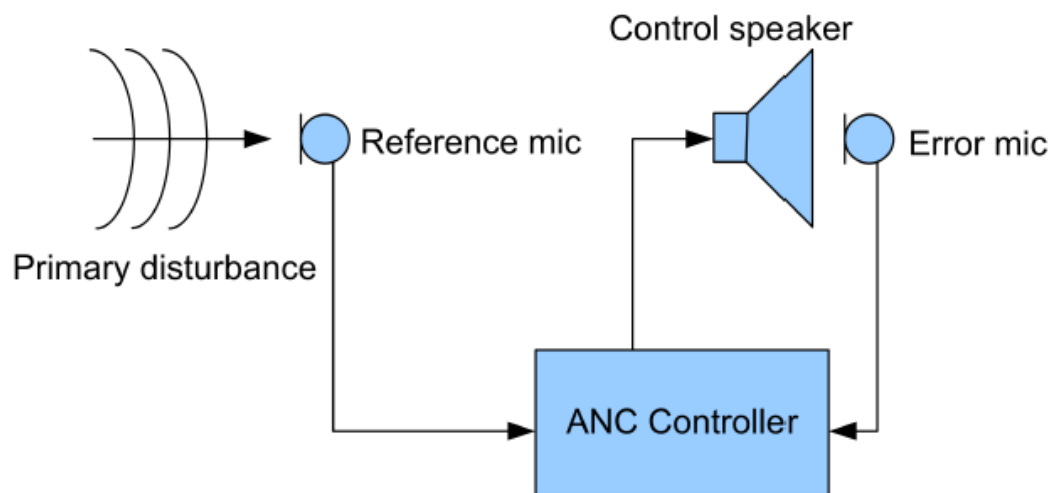 Control speaker
Reference mic
Error mic
Primary disturbance
ANC Controller